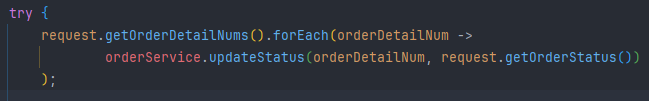 try {
request.getOrderDetailNums().forEach(orderDetailNum ->
orderService.updateStatus(orderDetailNum, request.getOrderStatus())
);